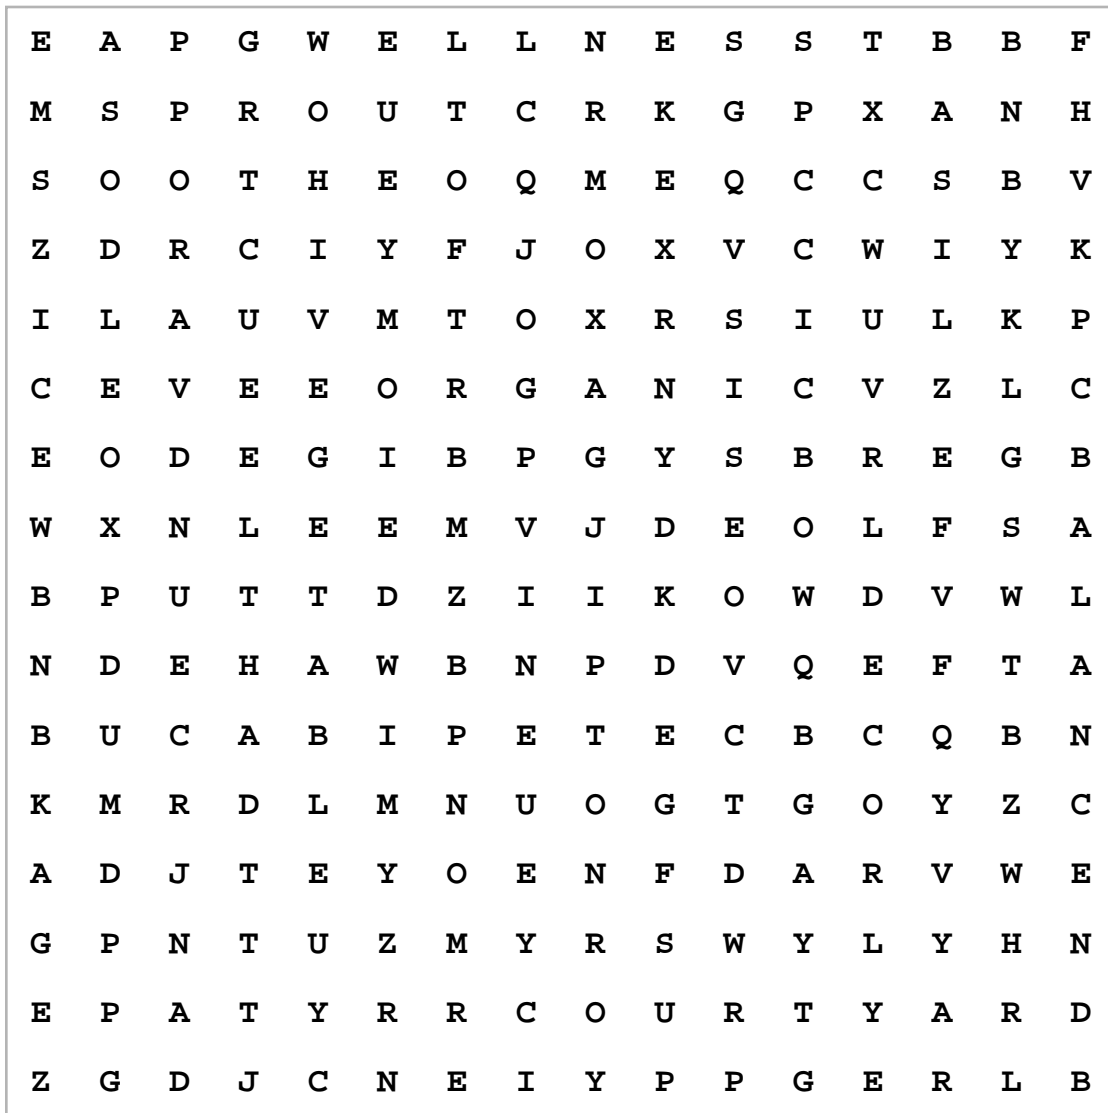 E A P G W E L L N E S S T B B F
M S P R O U T C R K G P X A N H
S O O T H E O Q M E Q C C S B V
Z D R C I Y F J O X V C W I Y K
I L A U V M T O X R S I U L K P
C E V E E O R G A N I C V Z L C
E O D E G I B P G Y S B R E G B
W X N L E E M V J D E O L F S A
B P U T T D Z I I K O W D V W L
N D E H A W B N P D V Q E F T A
B U C A B I P E T E C B C Q B N
K M R D L M N U O G T G O Y Z C
A D J T E Y O E N F D A R V W E
G P N T U Z M Y R S W Y L Y H N
E P A T Y R R C O U R T Y A R D
Z G D J C N E I Y P P G E R L B